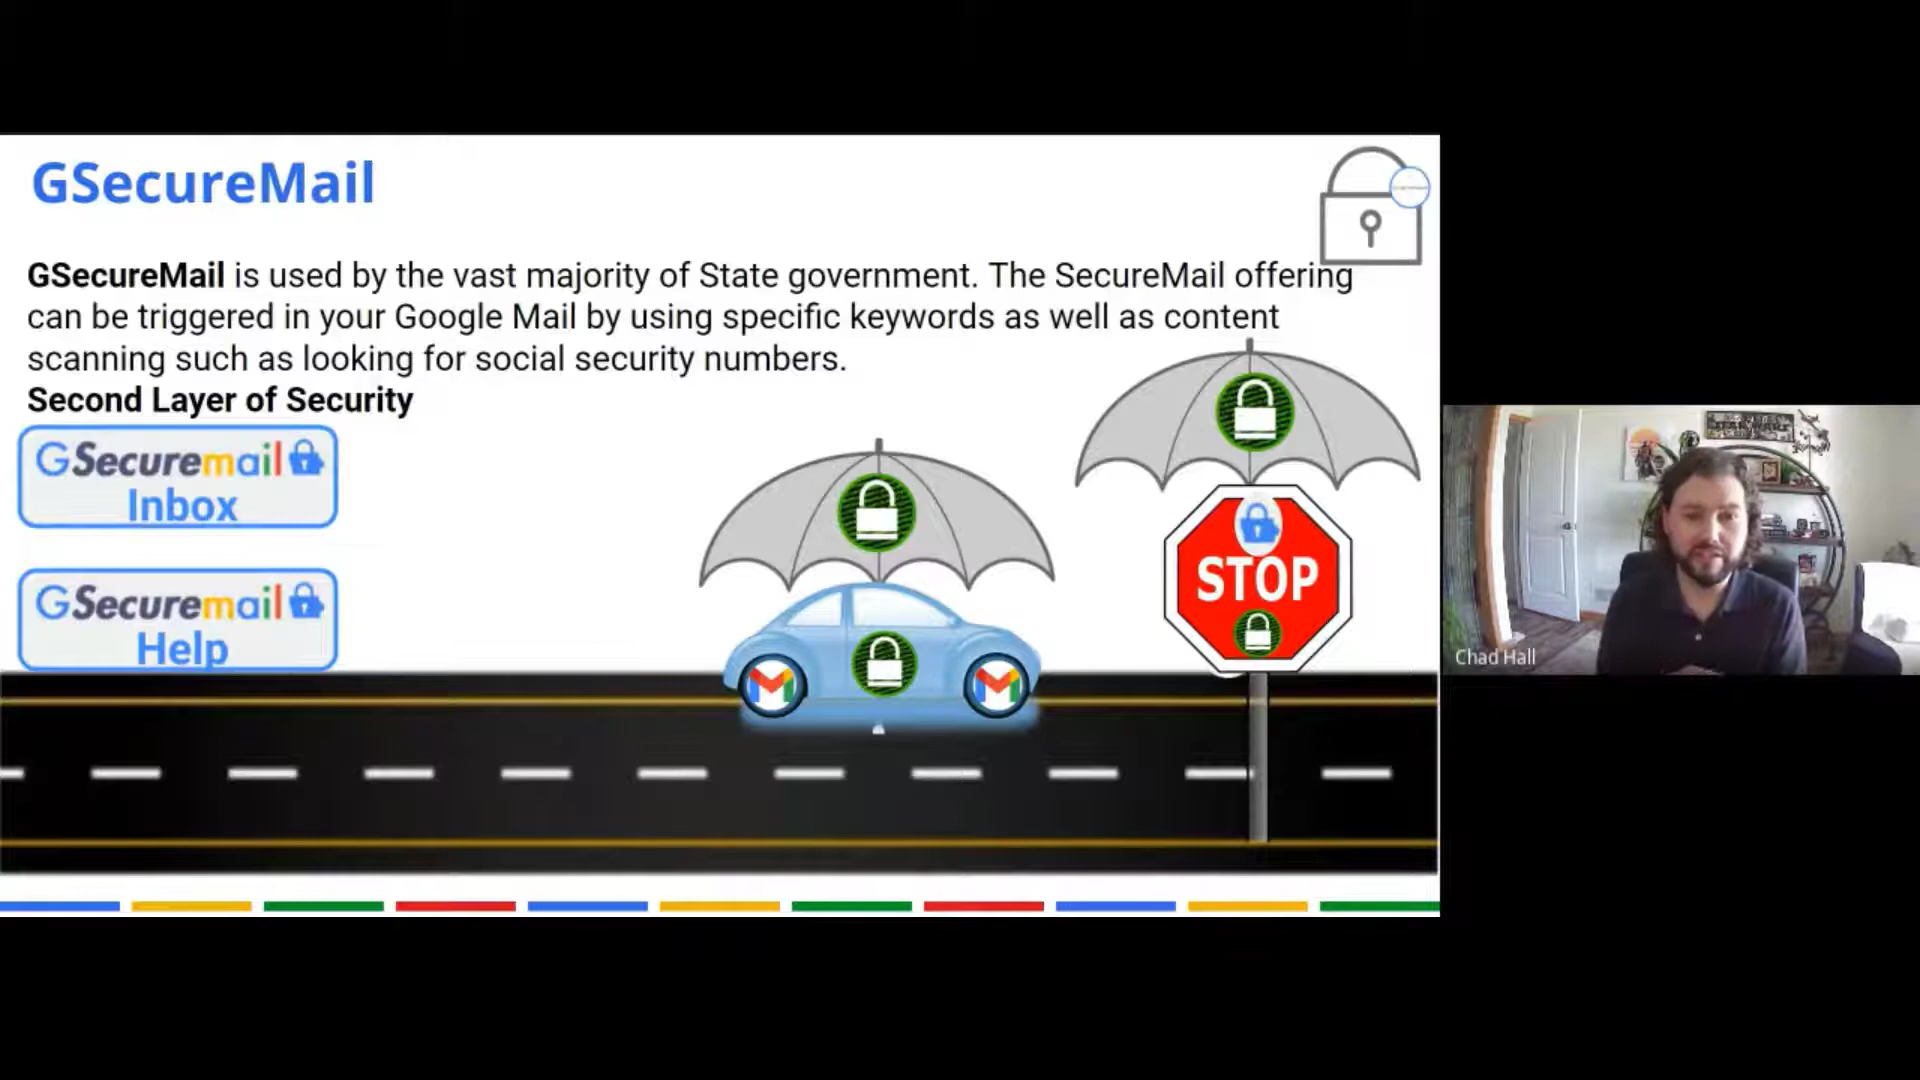 GSecureMail
GSecureMail is used by the vast majority of State government. The SecureMail offering
can be triggered in your Google Mail by using specific keywords as well as content
scanning such as looking for social security numbers.
Second Layer of Security
GSecuremail
Inbox
GSecuremail
Help
STOP
Chad Hall